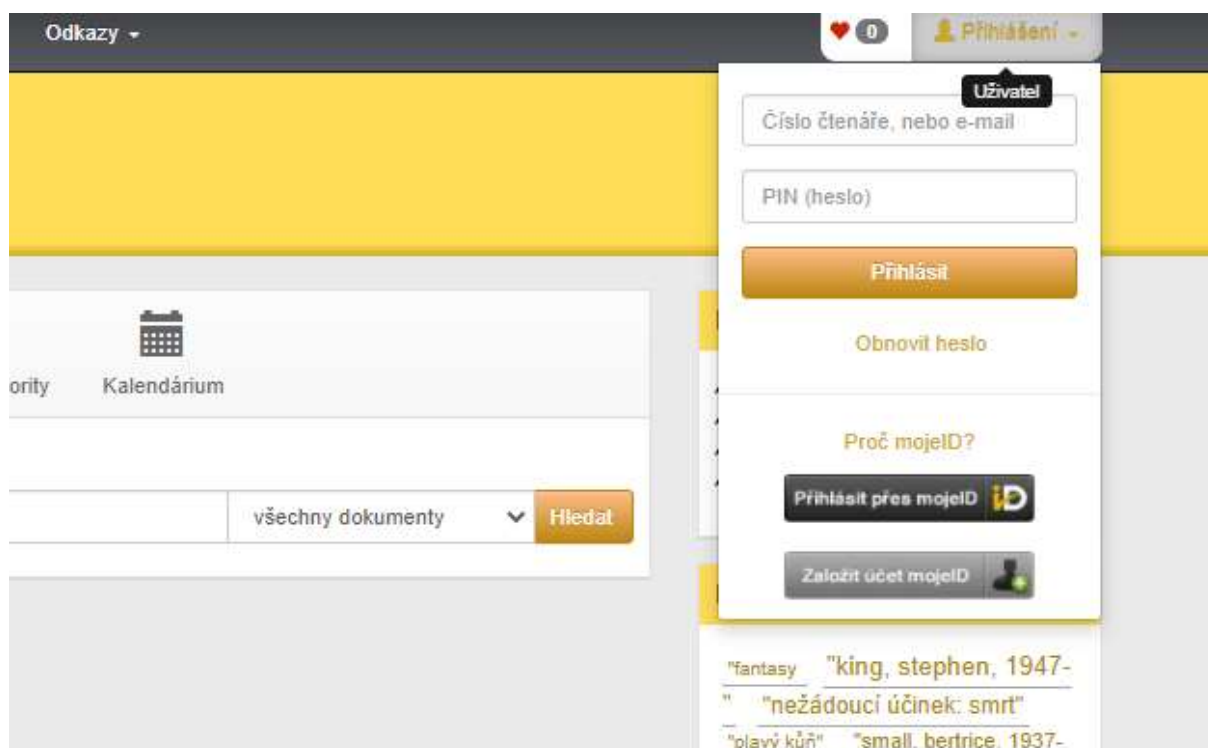 Odkazy
0
Přihlášení
Uživatel
Číslo čtenáře, nebo e-mail
PIN (heslo)
Přihlásit
Obnovit heslo
ority
Kalendárium
Proč mojeID?
Přihlásit přes mojeID
všechny dokumenty
Hledat
Založit účet mojeID
"fantasy "king, stephen, 1947-
" "nežádoucí účinek: smrt"
"plavý kůň" "small, bertrice, 1937-